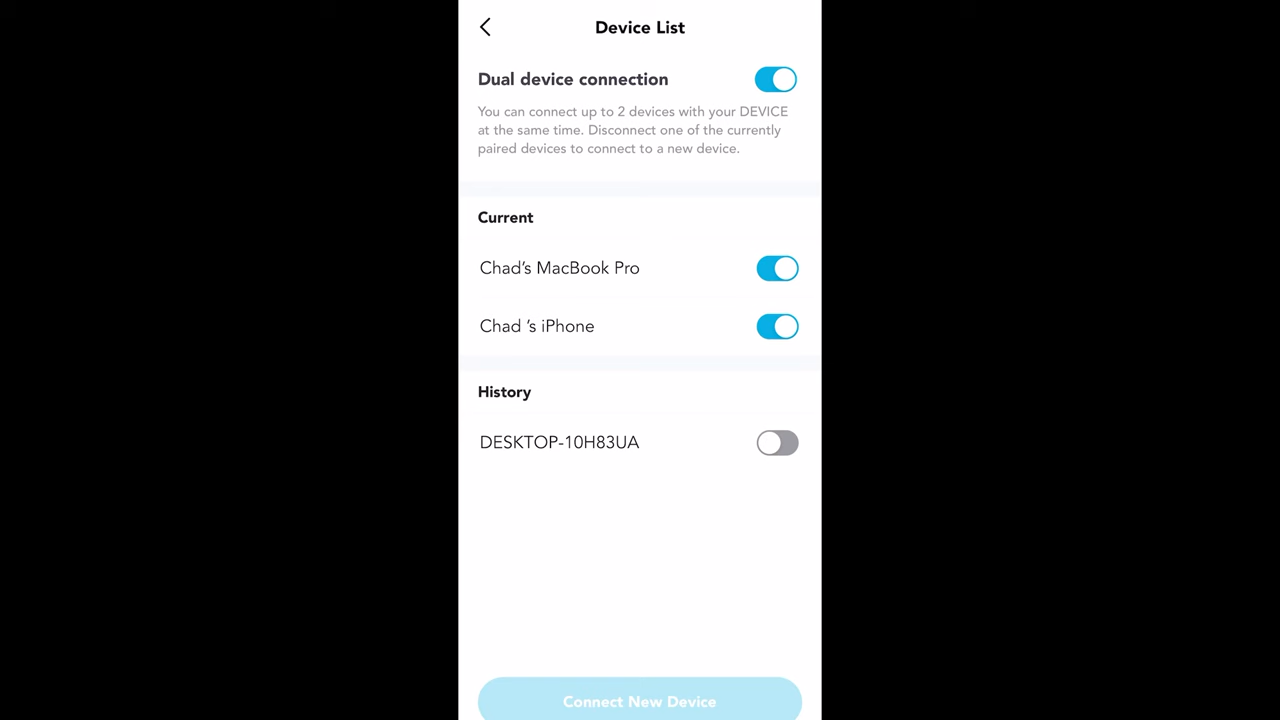 Device List
Dual device connection
You can connect up to 2 devices with your DEVICE
at the same time. Disconnect one of the currently
paired devices to connect to a new device.
Current
Chad's MacBook Pro
Chad 's iPhone
History
DESKTOP-10H83UA
Connect New Device